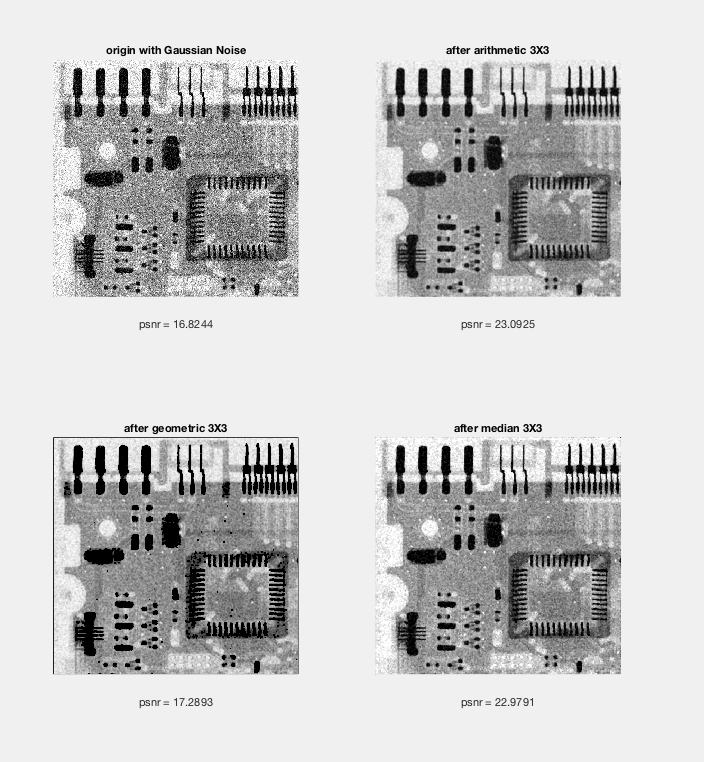 origin with Gaussian Noise
after arithmetic 3X3
psnr = 16.8244
psnr = 23.0925
after geometric 3X3
after median 3X3
psnr = 17.2893
psnr = 22.9791